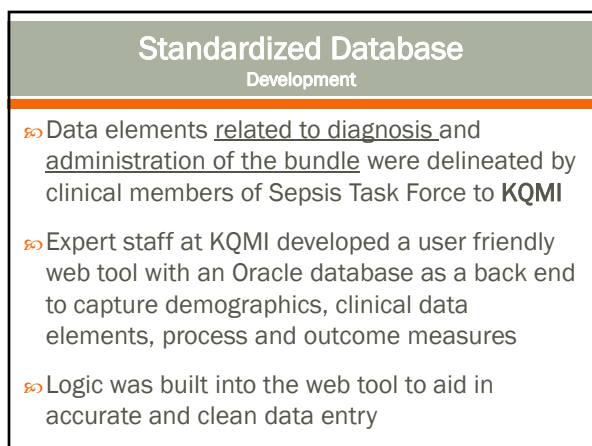 Standardized Database
Development
Data elements related to diagnosis and
administration of the bundle were delineated by
clinical members of Sepsis Task Force to KQMI
Expert staff at KQMI developed a user friendly
web tool with an Oracle database as a back end
to capture demographics, clinical data
elements, process and outcome measures
Logic was built into the web tool to aid in
accurate and clean data entry